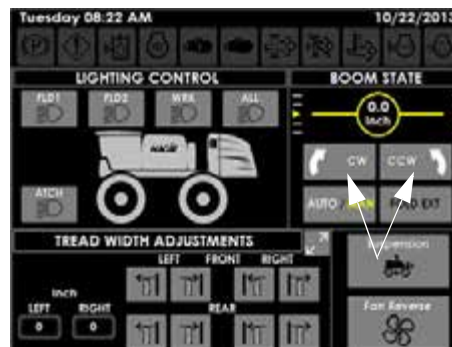 Tuesday 08:22 AM 10/22/2013
LIGHTING CONTROL
FLD1 FLD2 WRK ALL
ATCH
BOOM STATE
0.0
Inch
CW CCW
AUTO /
EXT
TREAD WIDTH ADJUSTMENTS
LEFT FRONT RIGHT
REAR
Inch
LEFT RIGHT
0 0
Fan Reverse